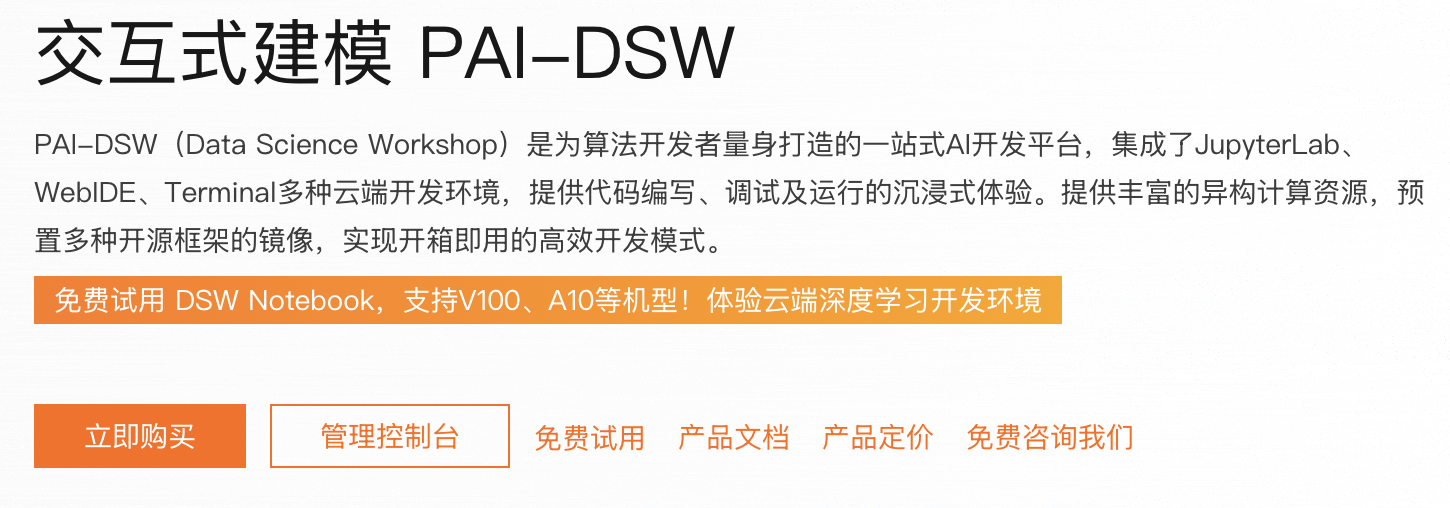 交互式建模 PAI-DSW
PAI-DSW（Data Science Workshop）是为算法开发者量身打造的一站式AI开发平台，集成了JupyterLab、
WebIDE、Terminal多种云端开发环境，提供代码编写、调试及运行的沉浸式体验。提供丰富的异构计算资源，预
置多种开源框架的镜像，实现开箱即用的高效开发模式。
免费试用 DSW Notebook，支持V100、A10等机型！体验云端深度学习开发环境
立即购买 管理控制台 免费试用 产品文档 产品定价 免费咨询我们